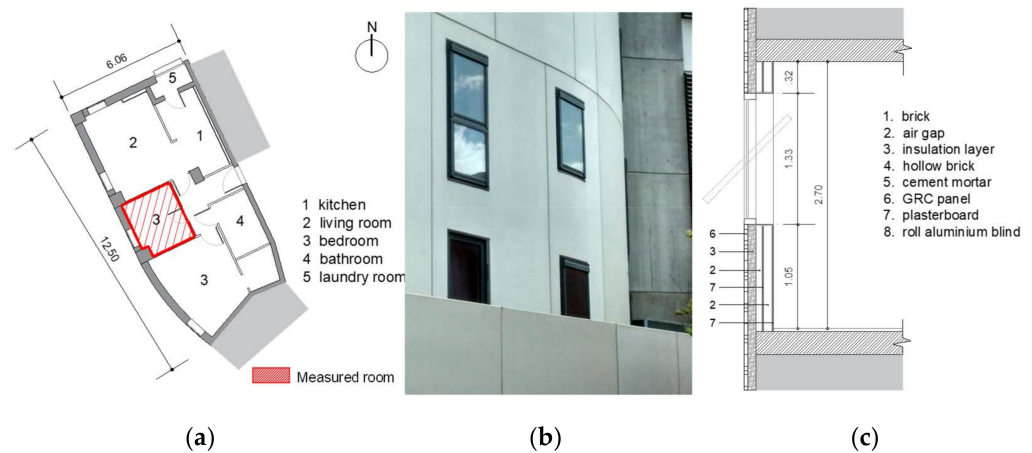 N
6.06
12.50
5
2
1
3
4
3
1 kitchen
2 living room
3 bedroom
4 bathroom
5 laundry room
Measured room
(a)
(b)
.32
1.33
2.70
1.05
6
3
2
7
2
7
1. brick
2. air gap
3. insulation layer
4. hollow brick
5. cement mortar
6. GRC panel
7. plasterboard
8. roll aluminium blind
(c)